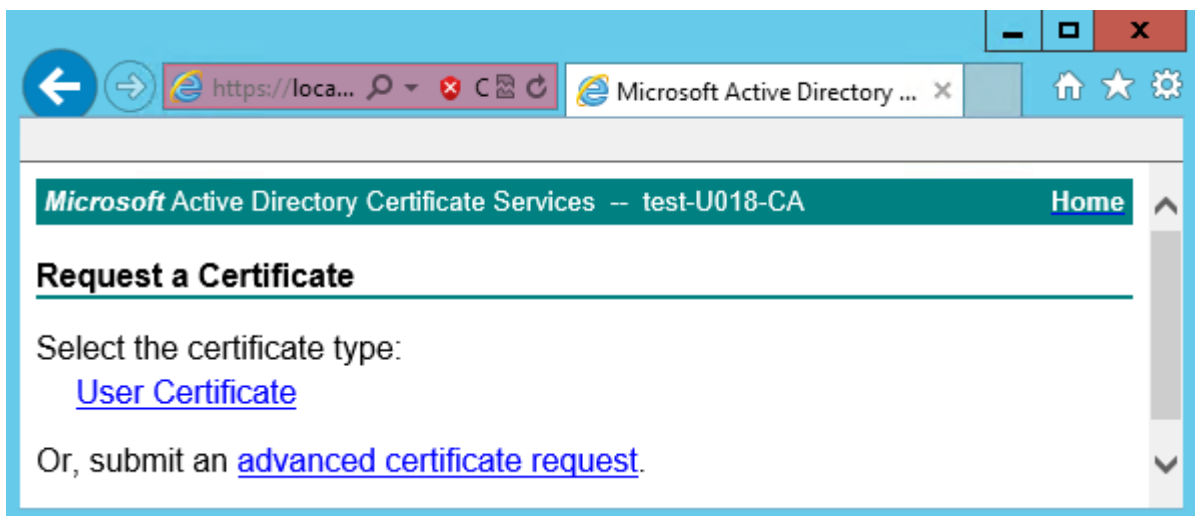 https://loca... C
Microsoft Active Directory ...
Microsoft Active Directory Certificate Services -- test-U018-CA
Home
Request a Certificate
Select the certificate type:
User Certificate
Or, submit an advanced certificate request.